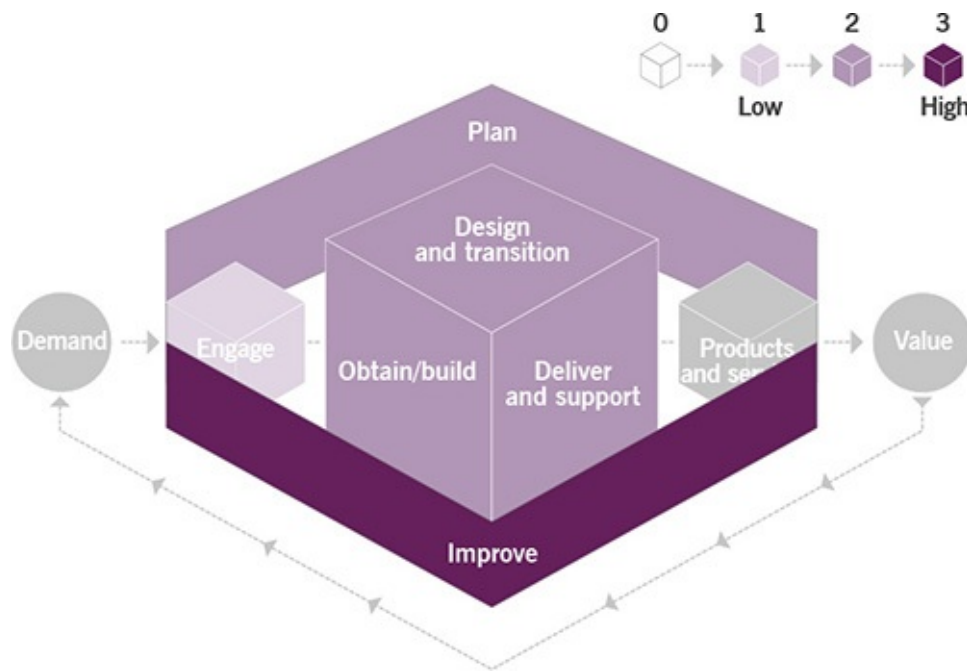 0 1 2 3
Low High
Plan
Design
and transition
Demand
Engage
Obtain/build
Deliver
and support
Products
and
Value
Improve